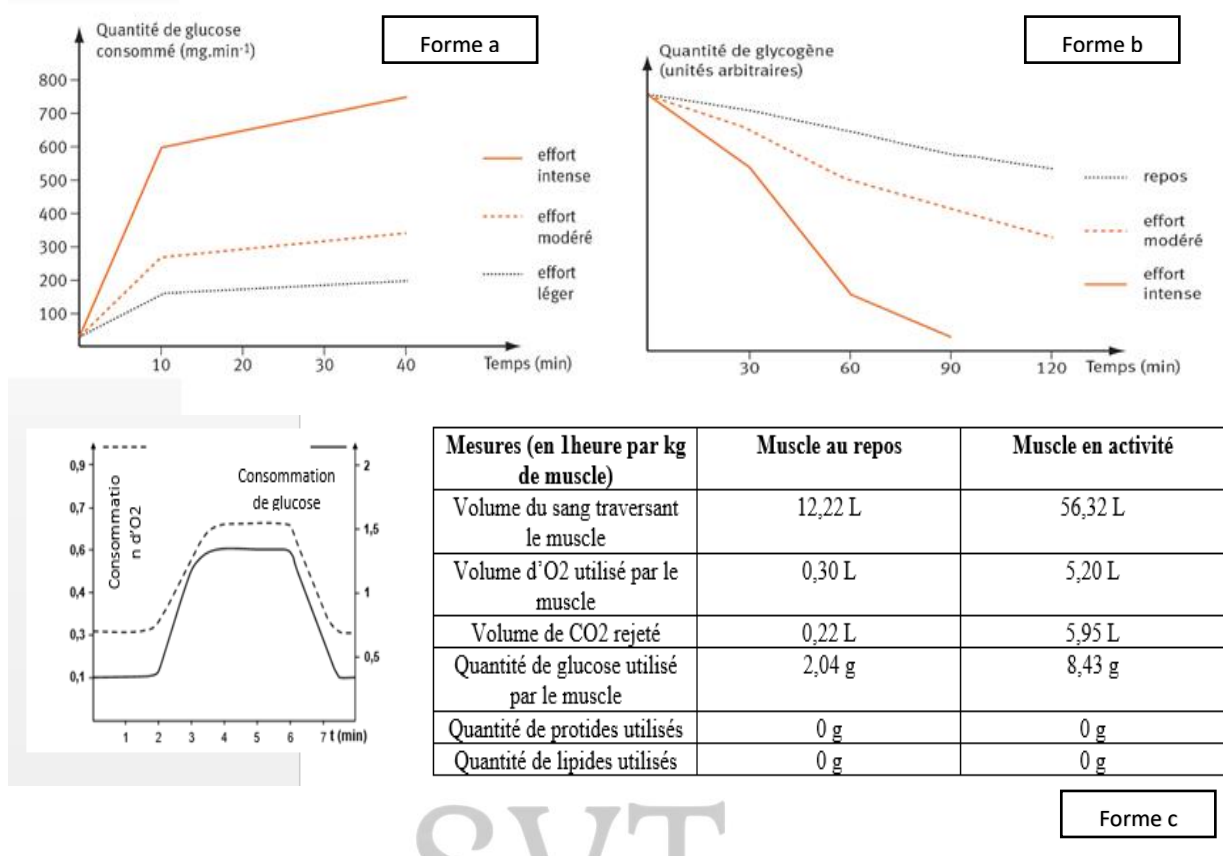 Quantité de glucose
consommé (mg.min-1)
Forme a
800
700
600
500
400
300
200
100
10
20
30
40
Temps (min)
effort
intense
effort
modéré
effort
léger
Quantité de glycogène
(unités arbitraires)
Forme b
30
60
90
120
Temps (min)
repos
effort
modéré
effort
intense
0,9
0,7
0,6
0,4
0,3
0,1
Consommatio
n d'O2
Consommation
de glucose
2
1,5
1
0,5
1 2 3 4 5 6 7 t (min)
Mesures (en 1heure par kg
de muscle)
Muscle au repos
Muscle en activité
Volume du sang traversant
le muscle
12,22 L
56,32 L
Volume d’O2 utilisé par le
muscle
0,30 L
5,20 L
Volume de CO2 rejeté
0,22 L
5,95 L
Quantité de glucose utilisé
par le muscle
2,04 g
8,43 g
Quantité de protides utilisés
0 g
0 g
Quantité de lipides utilisés
0 g
0 g
Forme c
SVT